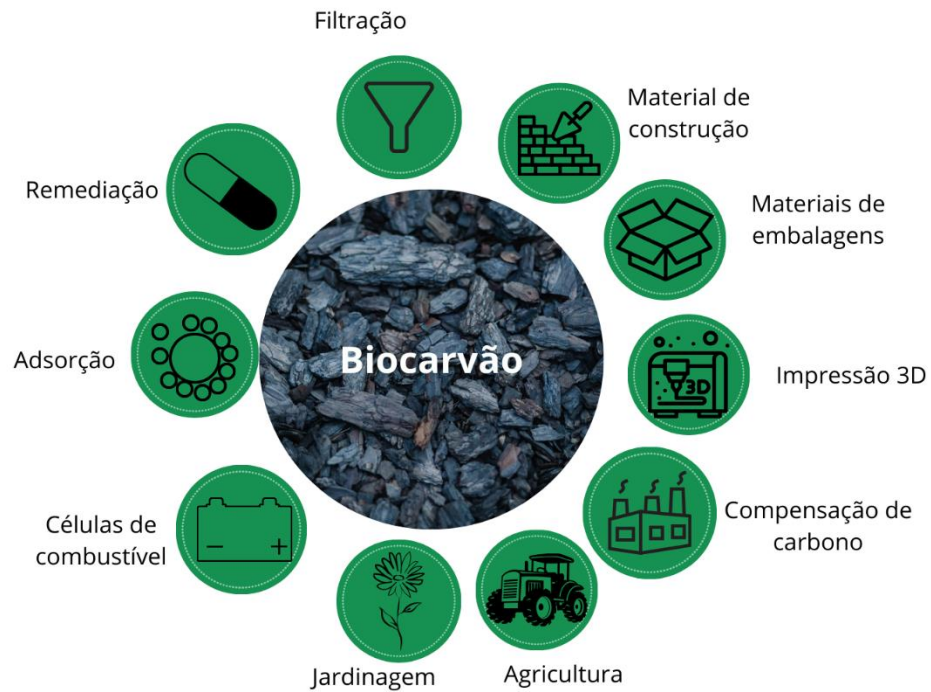 Filtração
Material de
construção
Materiais de
embalagens
Impressão 3D
3D
Compensação de
carbono
Agricultura
Jardinagem
Células de
combustível
Adsorção
Remediação
Biocarvão